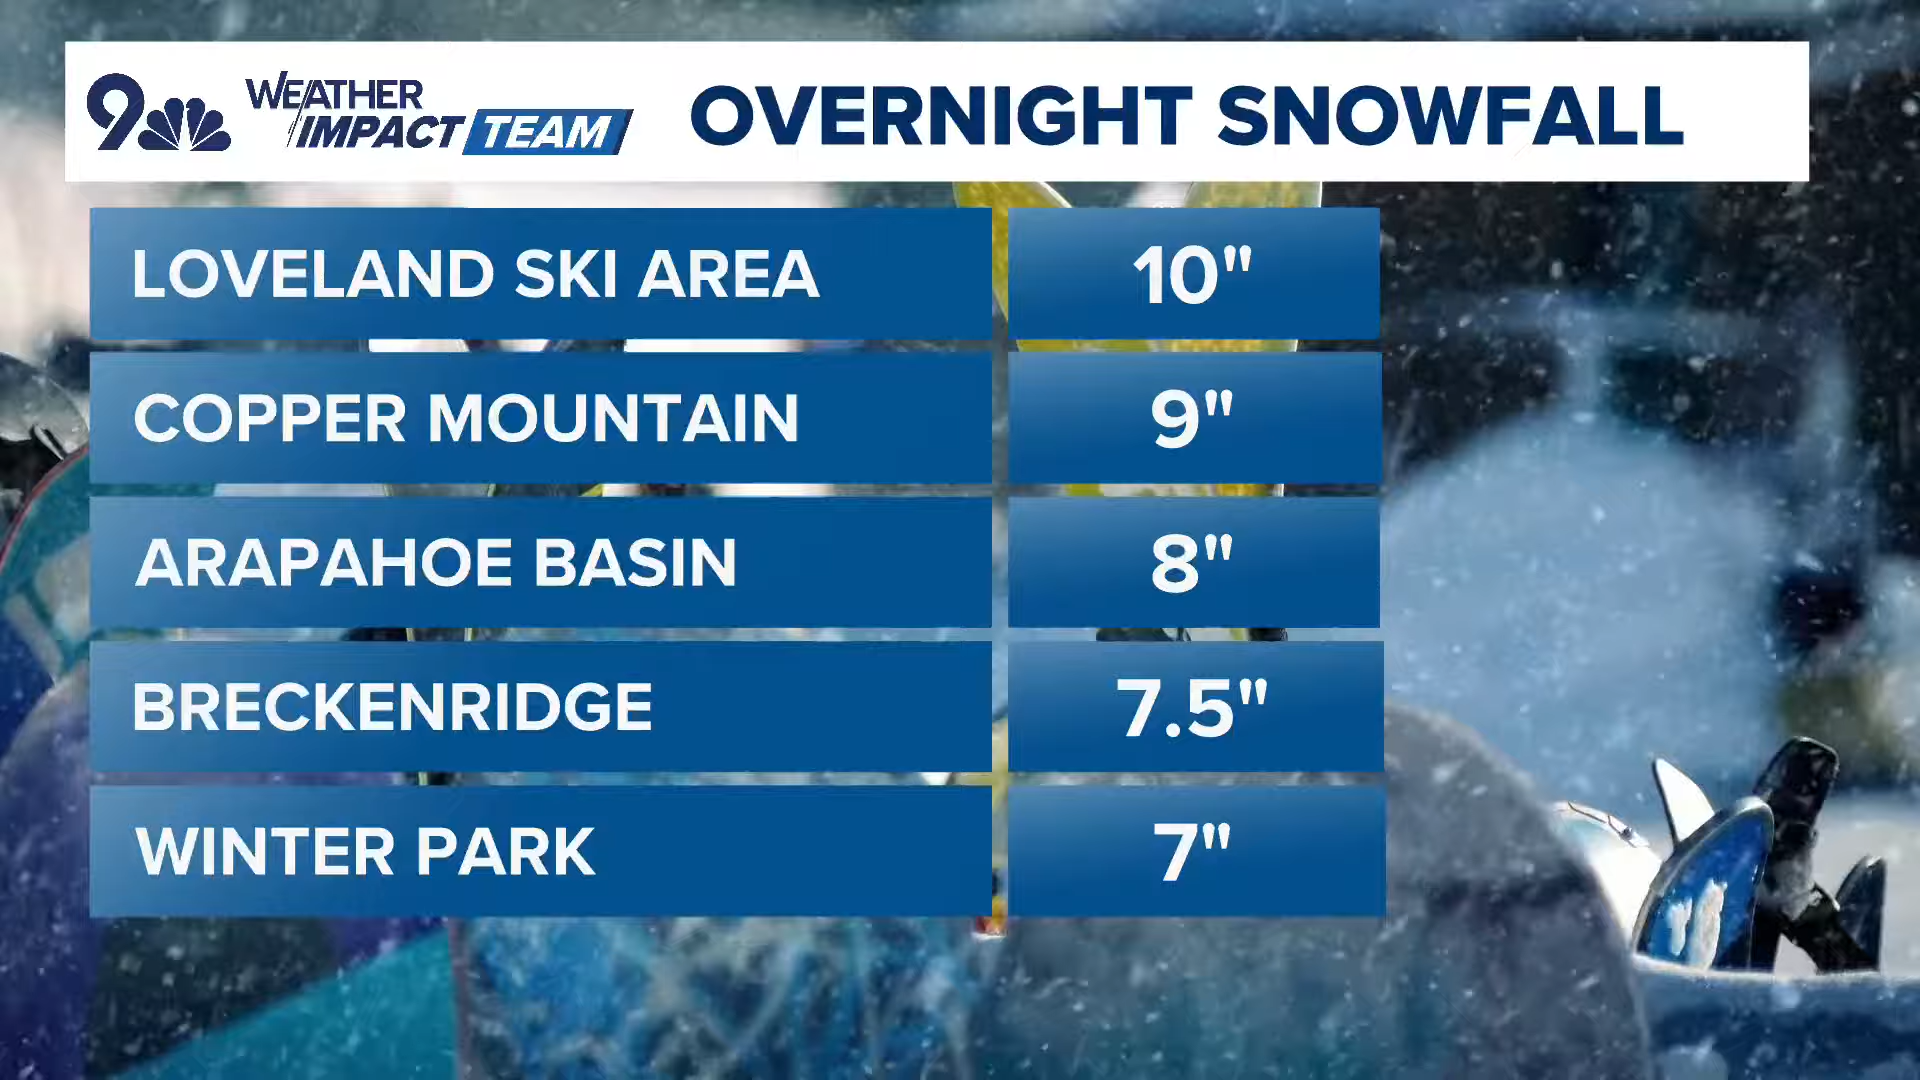 9 WEATHER
IMPACT TEAM
OVERNIGHT SNOWFALL
LOVELAND SKI AREA 10"
COPPER MOUNTAIN 9"
ARAPAHOE BASIN 8"
BRECKENRIDGE 7.5"
WINTER PARK 7"